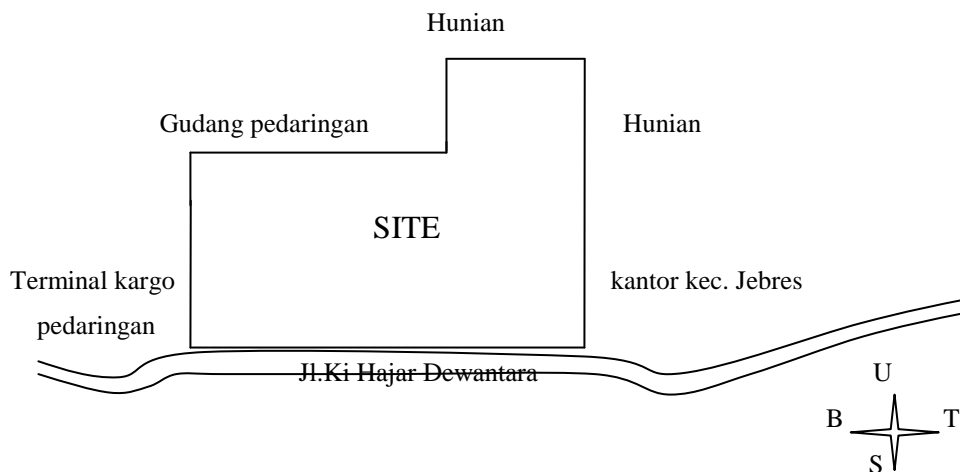 Hunian
Gudang pedaringan
Hunian
SITE
Terminal kargo
pedaringan
kantor kec. Jebres
Jl.Ki Hajar Dewantara
U
B
T
S